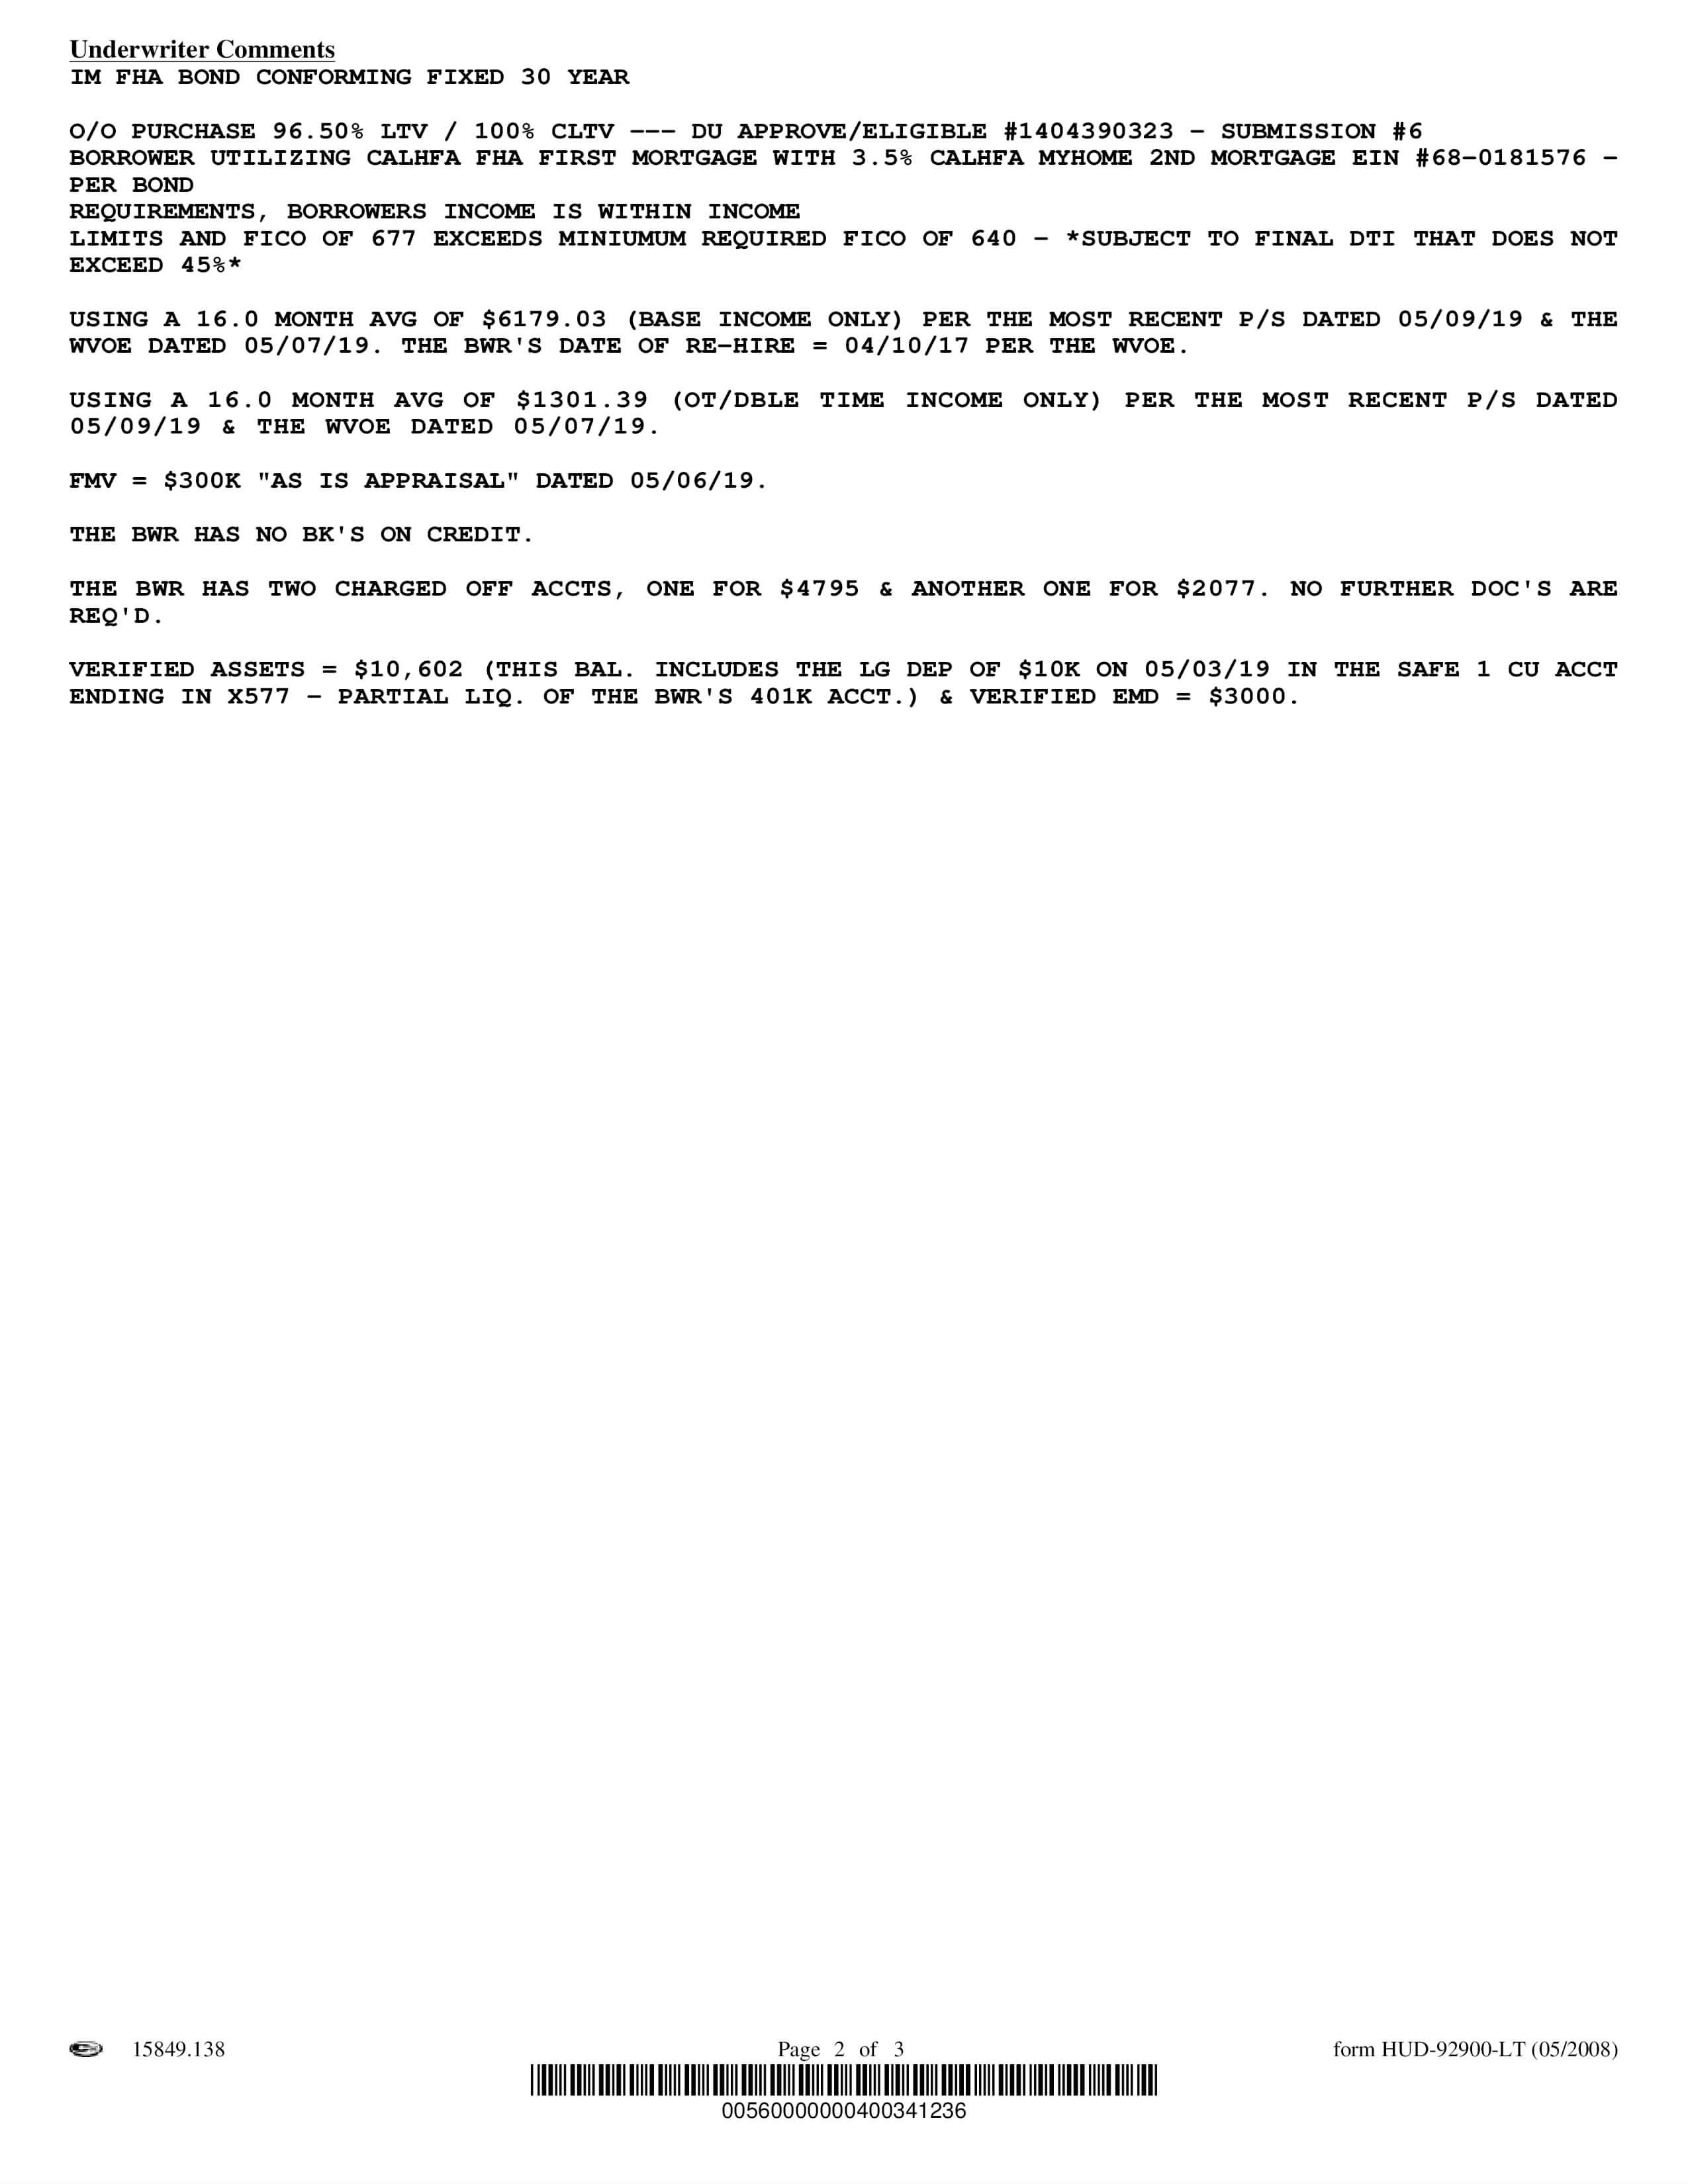 Underwriter Comments
IM FHA BOND CONFORMING FIXED 30 YEAR
O/O PURCHASE 96.50% LTV / 100% CLTV --- DU APPROVE/ELIGIBLE #1404390323 - SUBMISSION #6
BORROWER UTILIZING CALHFA FHA FIRST MORTGAGE WITH 3.5% CALHFA MYHOME 2ND MORTGAGE EIN #68-0181576 -
PER BOND
REQUIREMENTS, BORROWERS INCOME IS WITHIN INCOME
LIMITS AND FICO OF 677 EXCEEDS MINIUMUM REQUIRED FICO OF 640 - *SUBJECT TO FINAL DTI THAT DOES NOT
EXCEED 45%*
USING A 16.0 MONTH AVG OF $6179.03 (BASE INCOME ONLY) PER THE MOST RECENT P/S DATED 05/09/19 & THE
WVOE DATED 05/07/19. THE BWR'S DATE OF RE-HIRE = 04/10/17 PER THE WVOE.
USING A 16.0 MONTH AVG OF $1301.39 (OT/DBLE TIME INCOME ONLY) PER THE MOST RECENT P/S DATED
05/09/19 & THE WVOE DATED 05/07/19.
FMV = $300K "AS IS APPRAISAL" DATED 05/06/19.
THE BWR HAS NO BK'S ON CREDIT.
THE BWR HAS TWO CHARGED OFF ACCTS, ONE FOR $4795 & ANOTHER ONE FOR $2077. NO FURTHER DOC'S ARE
REQ'D.
VERIFIED ASSETS = $10,602 (THIS BAL. INCLUDES THE LG DEP OF $10K ON 05/03/19 IN THE SAFE 1 CU ACCT
ENDING IN X577 - PARTIAL LIQ. OF THE BWR'S 401K ACCT.) & VERIFIED EMD = $3000.
15849.138 Page 2 of 3 form HUD-92900-LT (05/2008)
00560000000400341236